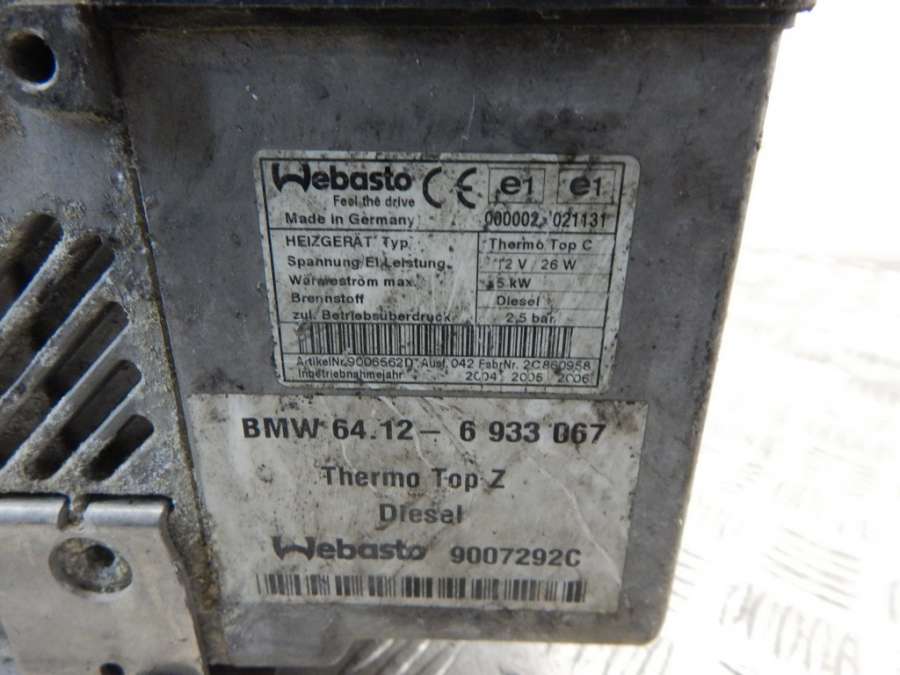 Webasto CE e1 e1
Feel the drive
Made in Germany 000002 021131
HEIZGERÄT Typ Thermo Top C
Spannung/El.Leistung 12 V / 26 W
Wärmeström max. 5 kW
Brennstoff Diesel
zul. Betriebsüberdruck 2,5 bar
ArtikelNr.9006562D Ausf.042 FabrNr. 2C860958
Inbetriebnahmejahr 2004 2005 2006
BMW 64.12 – 6 933 067
Thermo Top Z
Diesel
Webasto 9007292C